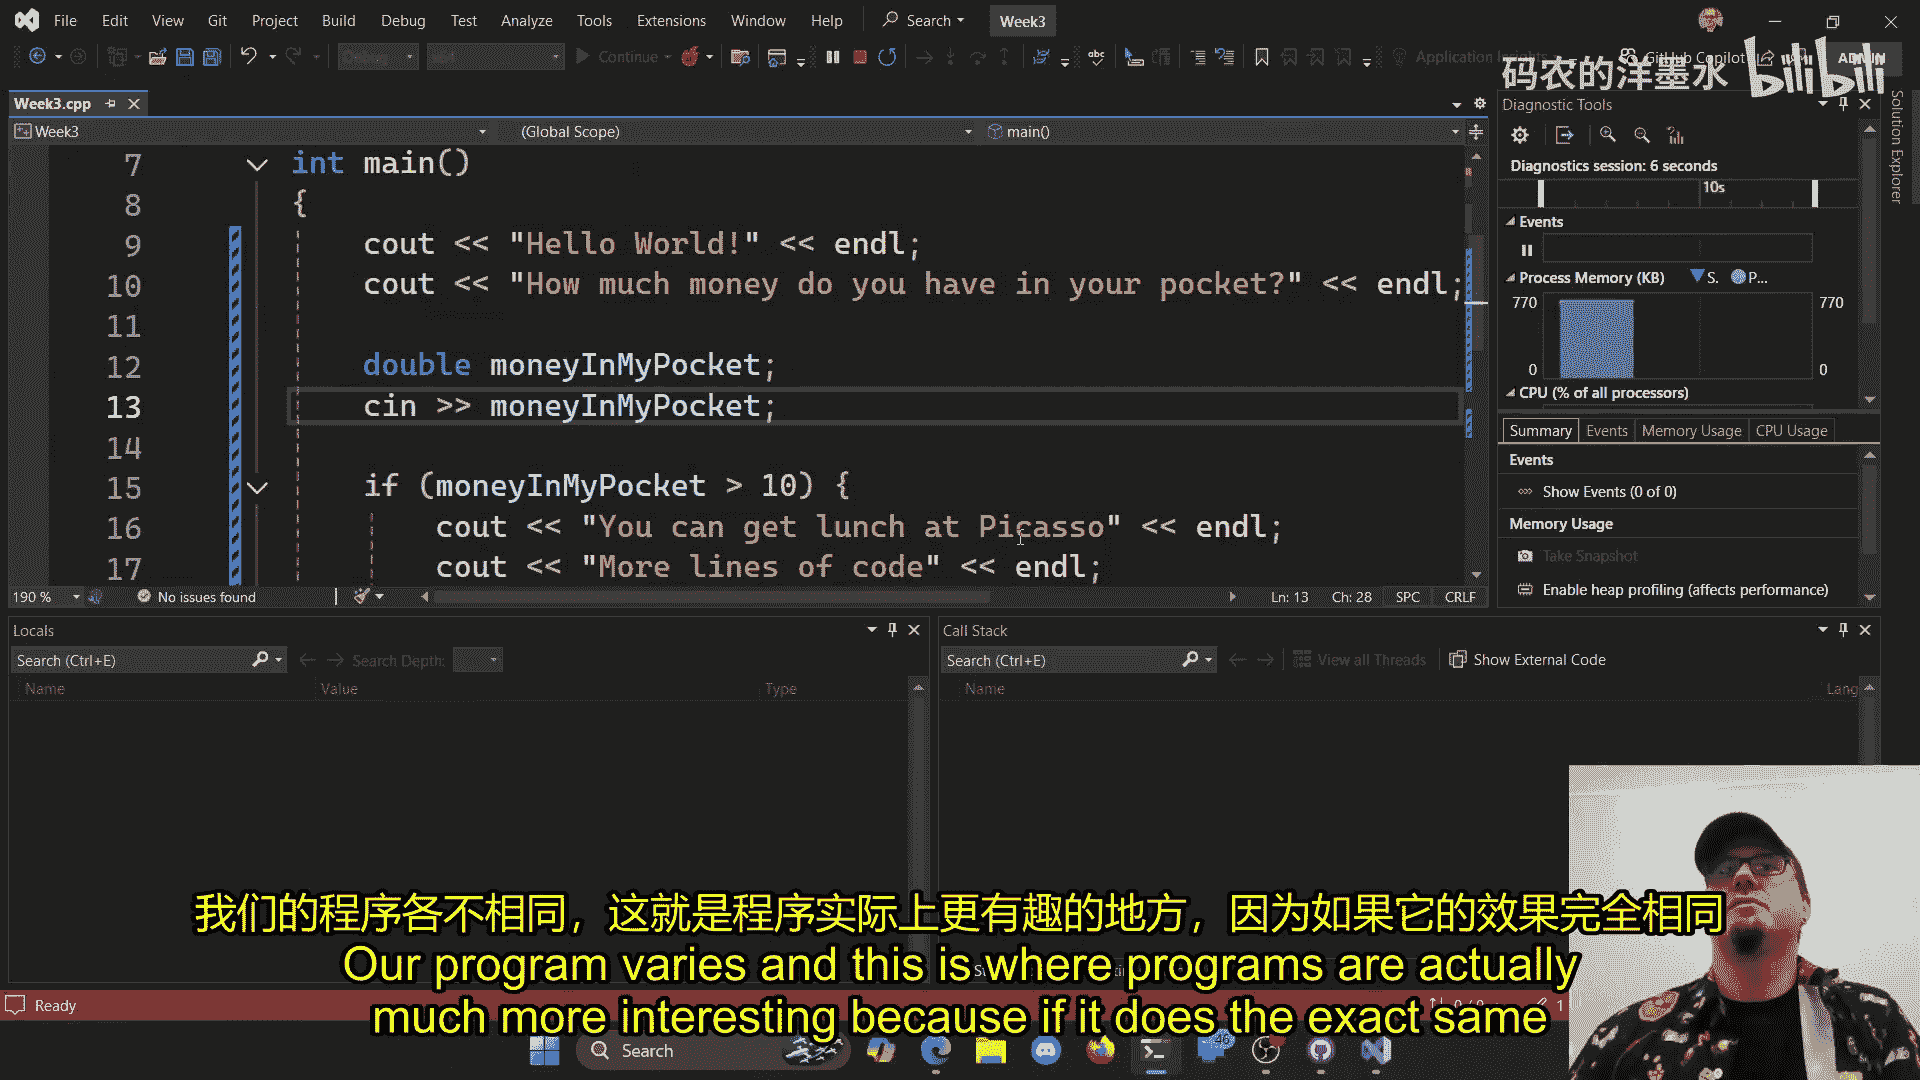 File Edit View Git Project Build Debug Test Analyze Tools Extensions Window Help Search Week3
Debug Continue Application Insights GitHub Copilot ADMIN
码农的洋墨水 bilibili
Week3.cpp
Week3 (Global Scope) main()
7 int main()
8 {
9 cout << "Hello World!" << endl;
10 cout << "How much money do you have in your pocket?" << endl;
11
12 double moneyInMyPocket;
13 cin >> moneyInMyPocket;
14
15 if (moneyInMyPocket > 10) {
16 cout << "You can get lunch at Picasso" << endl;
17 cout << "More lines of code" << endl;
190 % No issues found Ln: 13 Ch: 28 SPC CRLF
Diagnostic Tools
Diagnostics session: 6 seconds
10s
Events
Process Memory (KB) S. P...
770 770
0 0
CPU (% of all processors)
Summary Events Memory Usage CPU Usage
Events
Show Events (0 of 0)
Memory Usage
Take Snapshot
Enable heap profiling (affects performance)
Solution Explorer
Locals
Search (Ctrl+E) Search Depth:
Name Value Type
Call Stack
Search (Ctrl+E) View all Threads Show External Code
Name Lang
我们的程序各不相同，这就是程序实际上更有趣的地方，因为如果它的效果完全相同
Our program varies and this is where programs are actually
much more interesting because if it does the exact same
Ready
Search